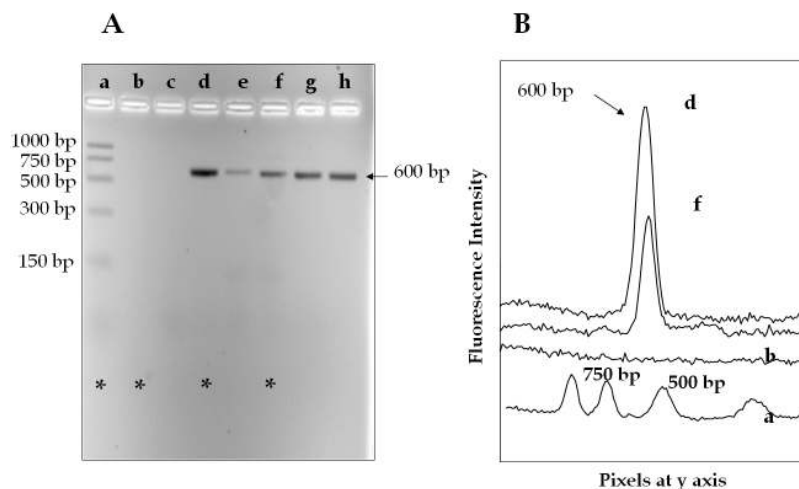 A
a b c d e f g h
1000 bp
750 bp
500 bp
300 bp
150 bp
600 bp
* * * *
B
600 bp
d
f
b
750 bp
500 bp
a
Fluorescence Intensity
Pixels at y axis